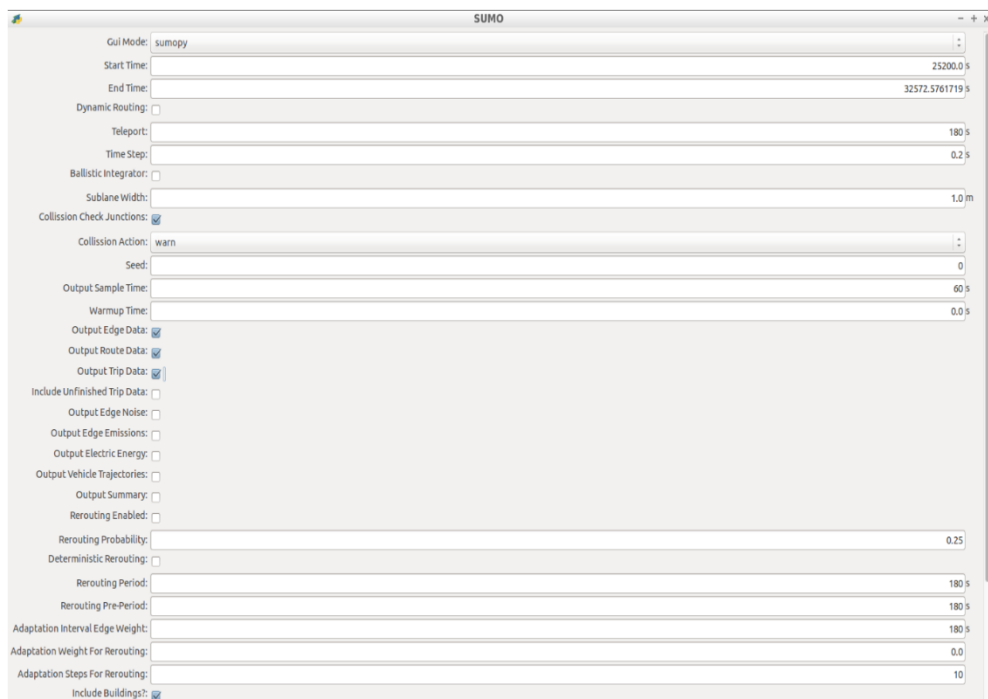 SUMO
Gui Mode: sumopy
Start Time: 25200.0 s
End Time: 32572.5761719 s
Dynamic Routing:
Teleport: 180 s
Time Step: 0.2 s
Ballistic Integrator:
Sublane Width: 1.0 m
Collission Check Junctions:
Collission Action: warn
Seed: 0
Output Sample Time: 60 s
Warmup Time: 0.0 s
Output Edge Data:
Output Route Data:
Output Trip Data:
Include Unfinished Trip Data:
Output Edge Noise:
Output Edge Emissions:
Output Electric Energy:
Output Vehicle Trajectories:
Output Summary:
Rerouting Enabled:
Rerouting Probability: 0.25
Deterministic Rerouting:
Rerouting Period: 180 s
Rerouting Pre-Period: 180 s
Adaptation Interval Edge Weight: 180 s
Adaptation Weight For Rerouting: 0.0
Adaptation Steps For Rerouting: 10
Include Buildings?: